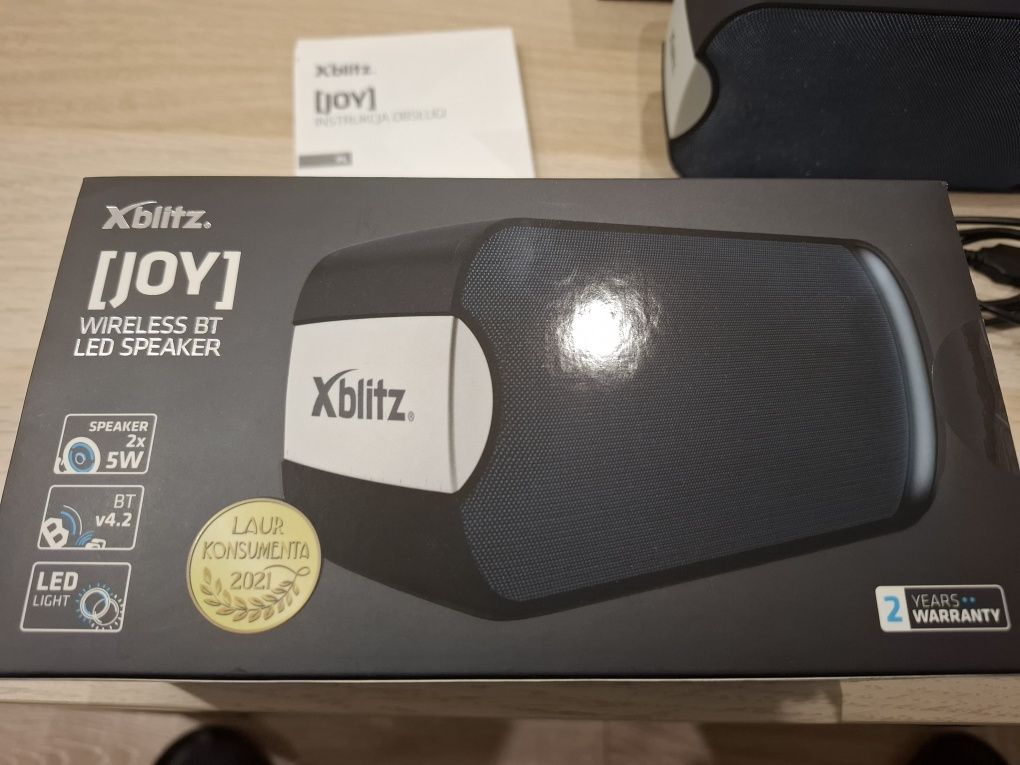 Xblitz
[JOY]
INSTRUKCJA OBSŁUGI
PL
Xblitz®
[JOY]
WIRELESS BT
LED SPEAKER
SPEAKER
2x
5W
BT
v4.2
LED
LIGHT
LAUR
KONSUMENTA
2021
Xblitz®
2 YEARS**
WARRANTY